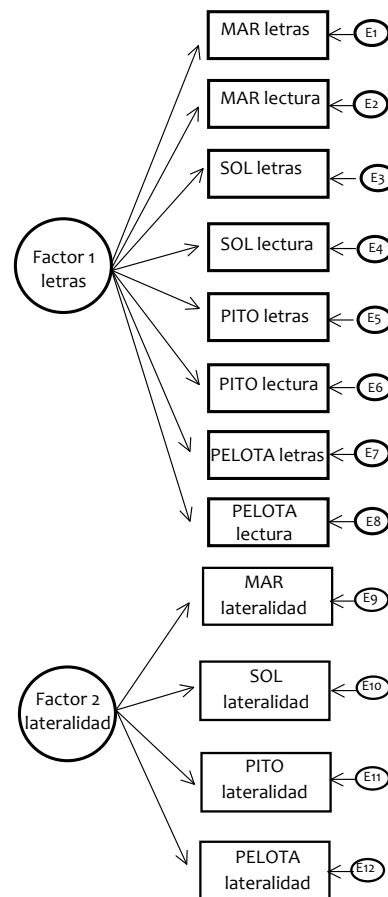 MAR letras
E1
MAR lectura
E2
SOL letras
E3
Factor 1
letras
SOL lectura
E4
PITO letras
E5
PITO lectura
E6
PELOTA letras
E7
PELOTA
lectura
E8
MAR
lateralidad
E9
Factor 2
lateralidad
SOL
lateralidad
E10
PITO
lateralidad
E11
PELOTA
lateralidad
E12